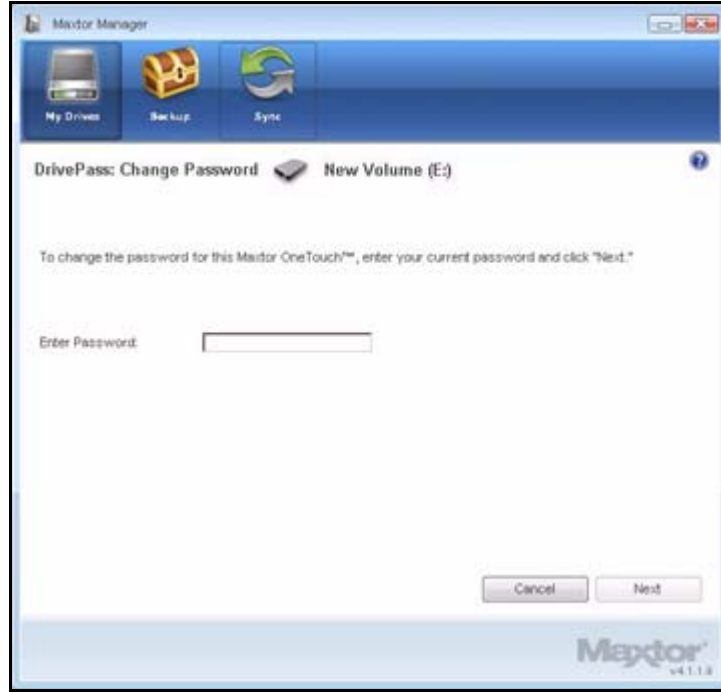 Maxtor Manager
My Drives
Backup
Sync
DrivePass: Change Password New Volume (E:)
To change the password for this Maxtor OneTouch™, enter your current password and click "Next."
Enter Password:
Cancel
Next
Maxtor